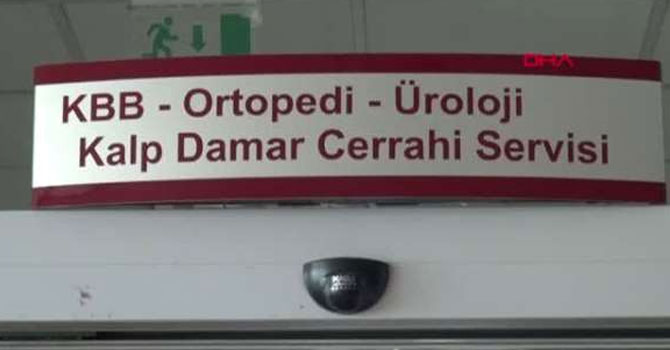 DHA
KBB - Ortopedi - Üroloji
Kalp Damar Cerrahi Servisi